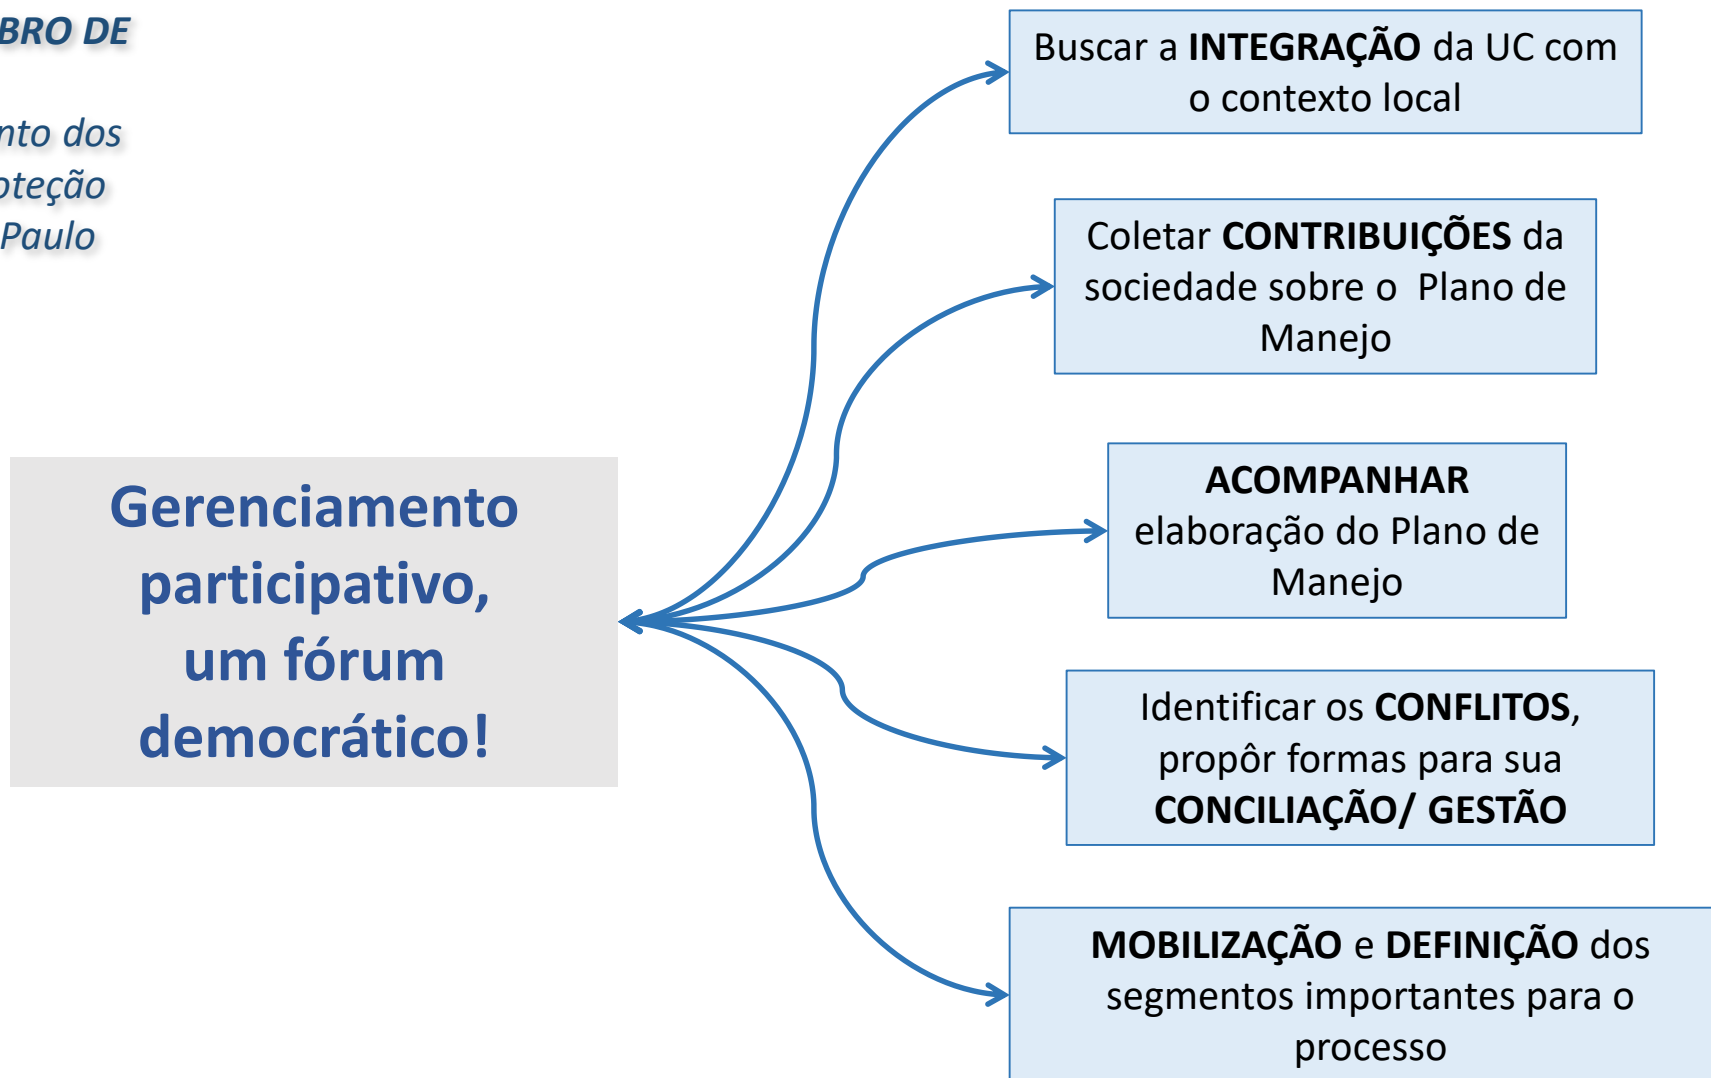 BRO DE
nto dos
oteção
Paulo
Gerenciamento
participativo,
um fórum
democrático!
Buscar a INTEGRAÇÃO da UC com
o contexto local
Coletar CONTRIBUIÇÕES da
sociedade sobre o Plano de
Manejo
ACOMPANHAR
elaboração do Plano de
Manejo
Identificar os CONFLITOS,
propôr formas para sua
CONCILIAÇÃO/ GESTÃO
MOBILIZAÇÃO e DEFINIÇÃO dos
segmentos importantes para o
processo